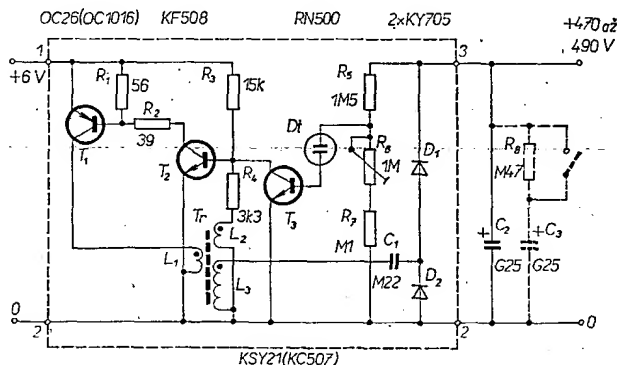 OC26(OC1016) KF508 RN500 2×KY705
+470 až
490 V
1
3
+6 V
R1
56
R3
15k
R5
1M5
R2
39
Dt
R6
1M
D1
R8
M47
T1
T2
R4
3k3
T3
Tr
L2
R7
M1
C1
M22
+ C2
G25
+ C3
G25
L1
L3
D2
0
2
2
0
KSY21(KC507)